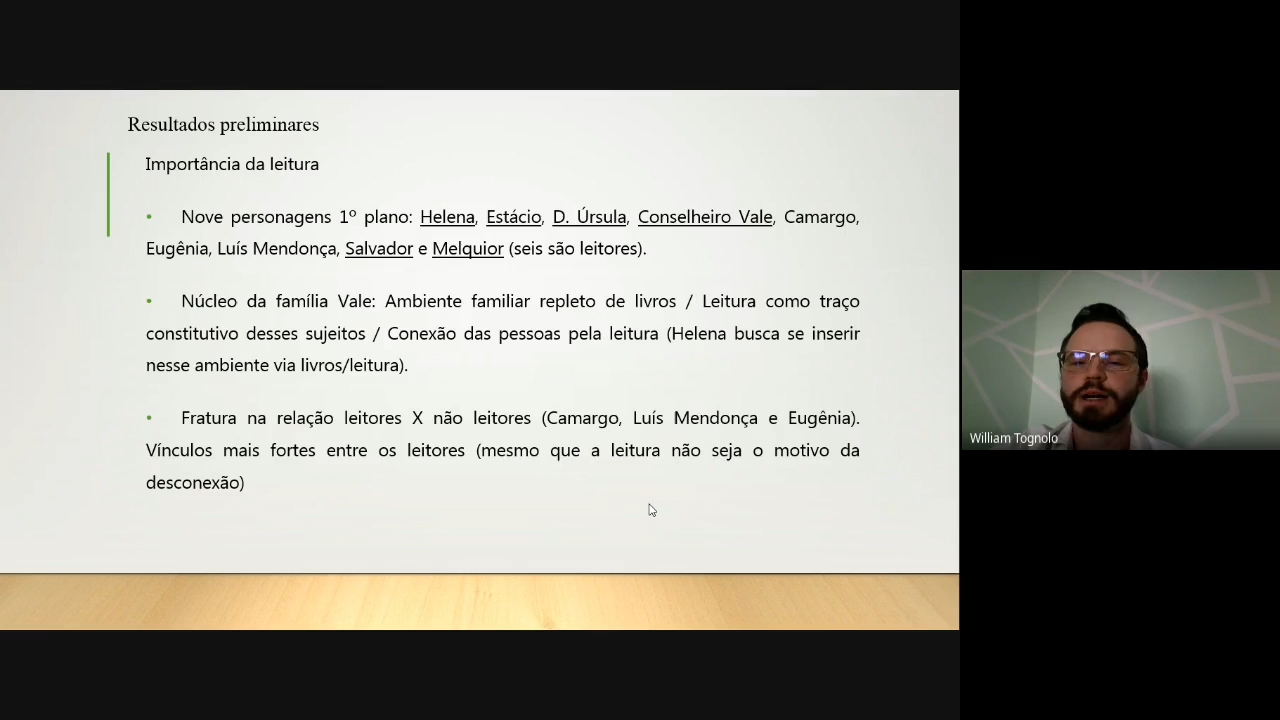 Resultados preliminares
Importância da leitura
• Nove personagens 1º plano: Helena, Estácio, D. Úrsula, Conselheiro Vale, Camargo,
Eugênia, Luís Mendonça, Salvador e Melquior (seis são leitores).
• Núcleo da família Vale: Ambiente familiar repleto de livros / Leitura como traço
constitutivo desses sujeitos / Conexão das pessoas pela leitura (Helena busca se inserir
nesse ambiente via livros/leitura).
• Fratura na relação leitores X não leitores (Camargo, Luís Mendonça e Eugênia).
Vínculos mais fortes entre os leitores (mesmo que a leitura não seja o motivo da
desconexão)
William Tognolo